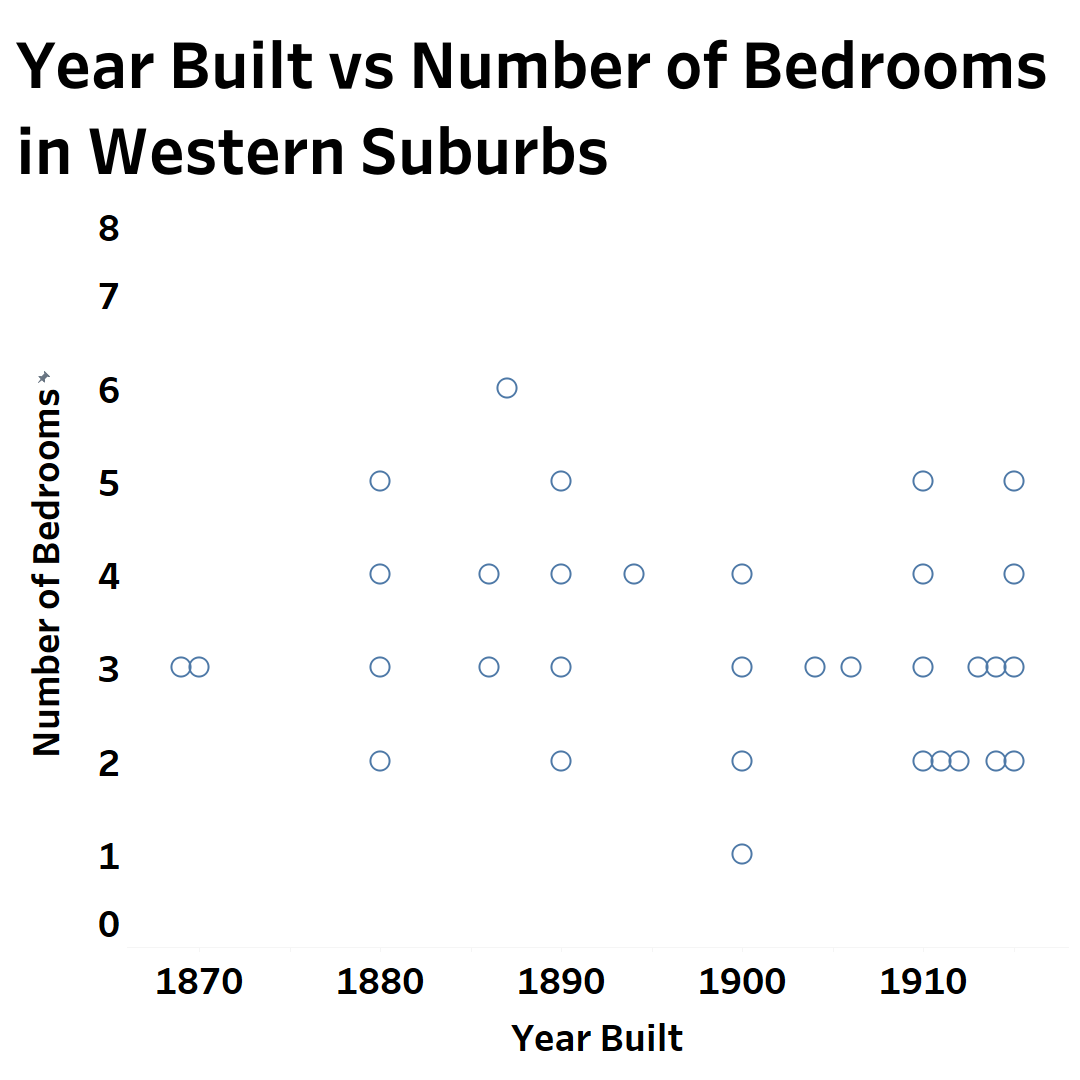 Year Built vs Number of Bedrooms
in Western Suburbs
8
7
6
5
4
3
2
1
0
Number of Bedrooms
1870 1880 1890 1900 1910
Year Built